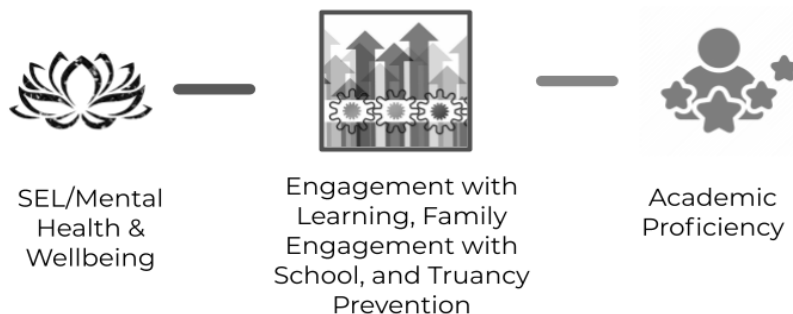 SEL/Mental
Health &
Wellbeing
Engagement with
Learning, Family
Engagement with
School, and Truancy
Prevention
Academic
Proficiency